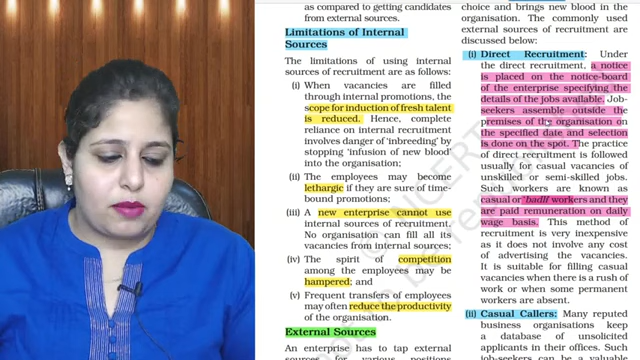 as compared to getting candidates
from external sources.
Limitations of Internal
Sources
The limitations of using internal
sources of recruitment are as follows:
(i) When vacancies are filled
through internal promotions, the
scope for induction of fresh talent
is reduced. Hence, complete
reliance on internal recruitment
involves danger of 'inbreeding' by
stopping 'infusion of new blood'
into the organisation;
(ii) The employees may become
lethargic if they are sure of time-
bound promotions;
(iii) A new enterprise cannot use
internal sources of recruitment.
No organisation can fill all its
vacancies from internal sources;
(iv) The spirit of competition
among the employees may be
hampered; and
(v) Frequent transfers of employees
may often reduce the productivity
of the organisation.
External Sources
An enterprise has to tap external
sources for various positions
choice and brings new blood in the
organisation. The commonly used
external sources of recruitment are
discussed below:
(i) Direct Recruitment: Under
the direct recruitment, a notice
is placed on the notice-board
of the enterprise specifying the
details of the jobs available. Job-
seekers assemble outside the
premises of the organisation on
the specified date and selection
is done on the spot. The practice
of direct recruitment is followed
usually for casual vacancies of
unskilled or semi-skilled jobs.
Such workers are known as
casual or 'badli' workers and they
are paid remuneration on daily
wage basis. This method of
recruitment is very inexpensive
as it does not involve any cost
of advertising the vacancies.
It is suitable for filling casual
vacancies when there is a rush of
work or when some permanent
workers are absent.
(ii) Casual Callers: Many reputed
business organisations keep
a database of unsolicited
applicants in their offices. Such
job-seekers can be a valuable